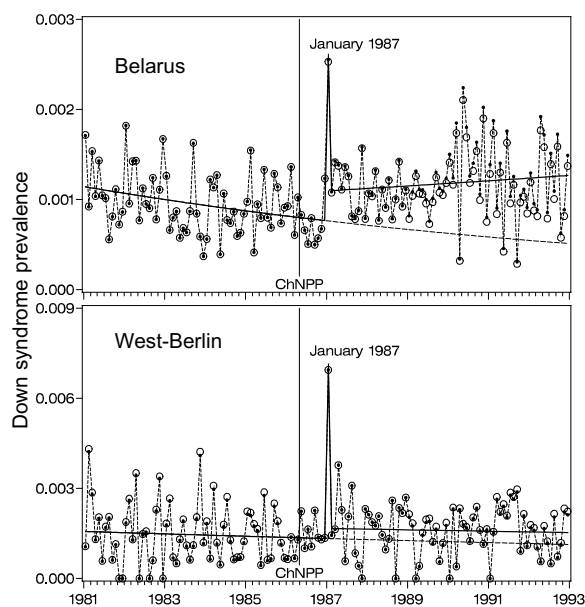 0.003
January 1987
Belarus
0.002
0.001
0.000
ChNPP
Down syndrome prevalence
0.009
West-Berlin
January 1987
0.006
0.003
0.000
ChNPP
1981 1983 1985 1987 1989 1991 1993